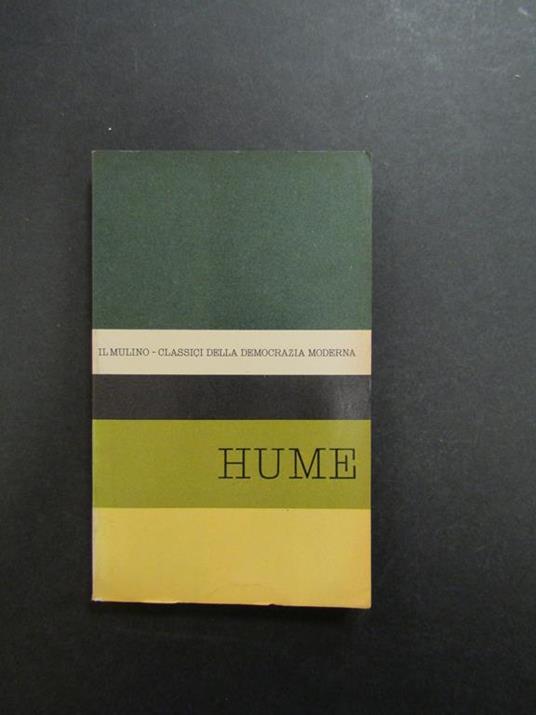 IL MULINO - CLASSICI DELLA DEMOCRAZIA MODERNA
HUME